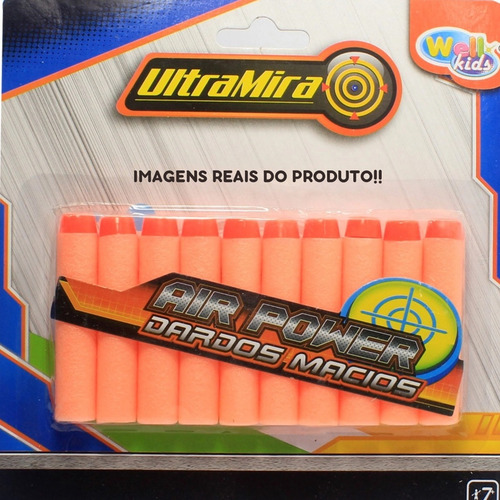 Well
kids
UltraMira
IMAGENS REAIS DO PRODUTO!!
AIR POWER
DARDOS MACIOS